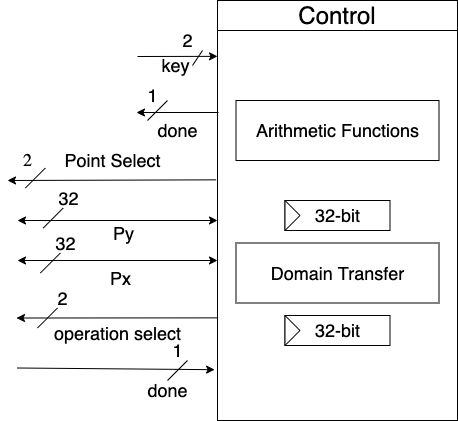 Control
2
key
1
done
Arithmetic Functions
2
Point Select
32
Py
32-bit
32
Px
Domain Transfer
2
operation select
32-bit
1
done